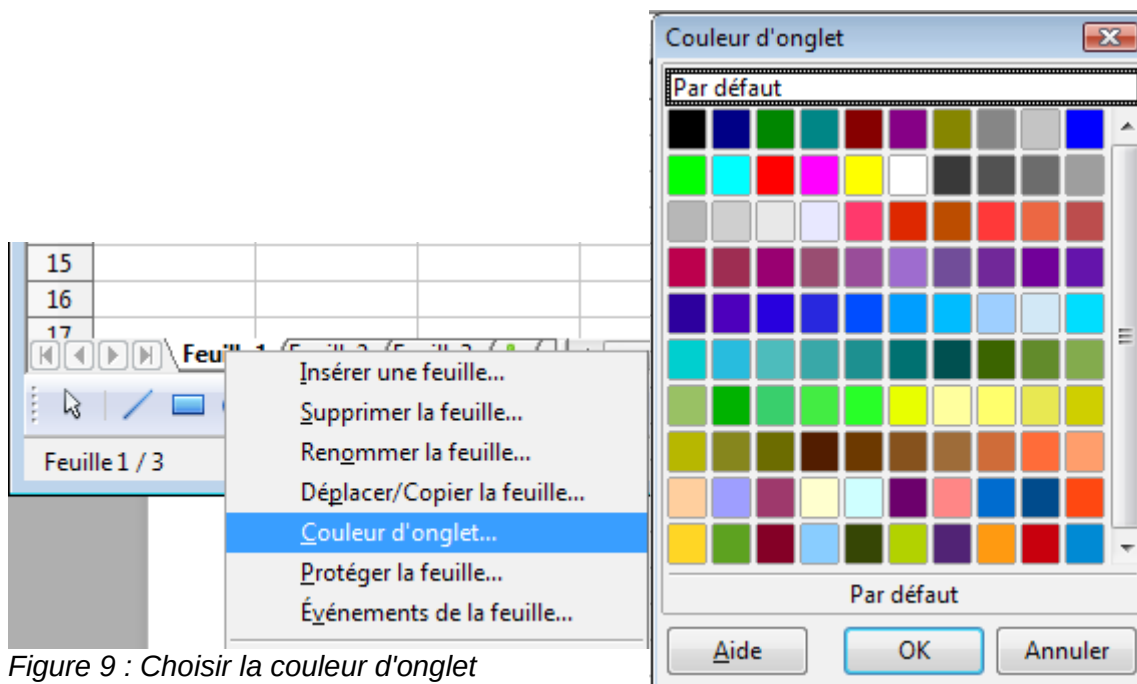 Couleur d'onglet
Par défaut
15
16
17
Insérer une feuille...
Supprimer la feuille...
Renommer la feuille...
Déplacer/Copier la feuille...
Couleur d'onglet...
Protéger la feuille...
Événements de la feuille...
Feuille 1 / 3
Par défaut
Aide OK Annuler
Figure 9 : Choisir la couleur d'onglet